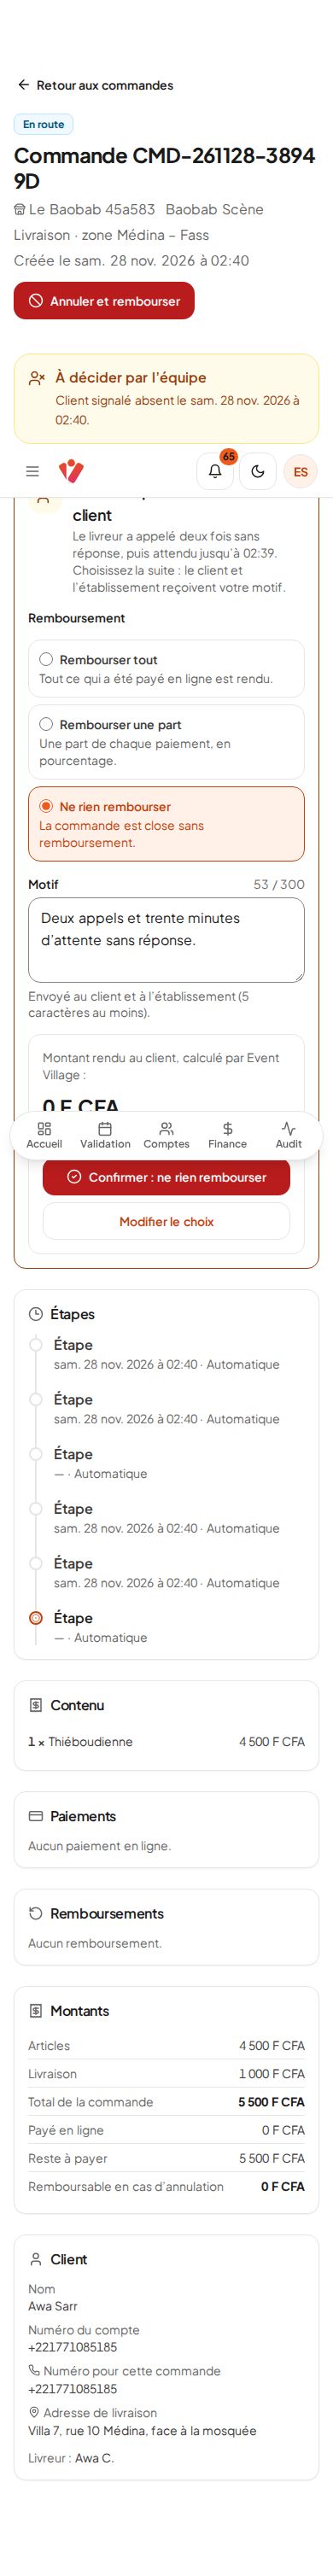 Retour aux commandes
En route
Commande CMD-261128-3894
9D
Le Baobab 45a583 Baobab Scène
Livraison · zone Médina – Fass
Créée le sam. 28 nov. 2026 à 02:40
Annuler et rembourser
À décider par l'équipe
Client signalé absent le sam. 28 nov. 2026 à
02:40.
65
ES
client
Le livreur a appelé deux fois sans
réponse, puis attendu jusqu'à 02:39.
Choisissez la suite : le client et
l'établissement reçoivent votre motif.
Remboursement
Rembourser tout
Tout ce qui a été payé en ligne est rendu.
Rembourser une part
Une part de chaque paiement, en
pourcentage.
Ne rien rembourser
La commande est close sans
remboursement.
Motif 53 / 300
Deux appels et trente minutes
d'attente sans réponse.
Envoyé au client et à l'établissement (5
caractères au moins).
Montant rendu au client, calculé par Event
Village :
0 F CFA
Accueil Validation Comptes Finance Audit
Confirmer : ne rien rembourser
Modifier le choix
Étapes
Étape
sam. 28 nov. 2026 à 02:40 · Automatique
Étape
sam. 28 nov. 2026 à 02:40 · Automatique
Étape
— · Automatique
Étape
sam. 28 nov. 2026 à 02:40 · Automatique
Étape
sam. 28 nov. 2026 à 02:40 · Automatique
Étape
— · Automatique
Contenu
1 × Thiéboudienne 4 500 F CFA
Paiements
Aucun paiement en ligne.
Remboursements
Aucun remboursement.
Montants
Articles 4 500 F CFA
Livraison 1 000 F CFA
Total de la commande 5 500 F CFA
Payé en ligne 0 F CFA
Reste à payer 5 500 F CFA
Remboursable en cas d'annulation 0 F CFA
Client
Nom
Awa Sarr
Numéro du compte
+221771085185
Numéro pour cette commande
+221771085185
Adresse de livraison
Villa 7, rue 10 Médina, face à la mosquée
Livreur : Awa C.